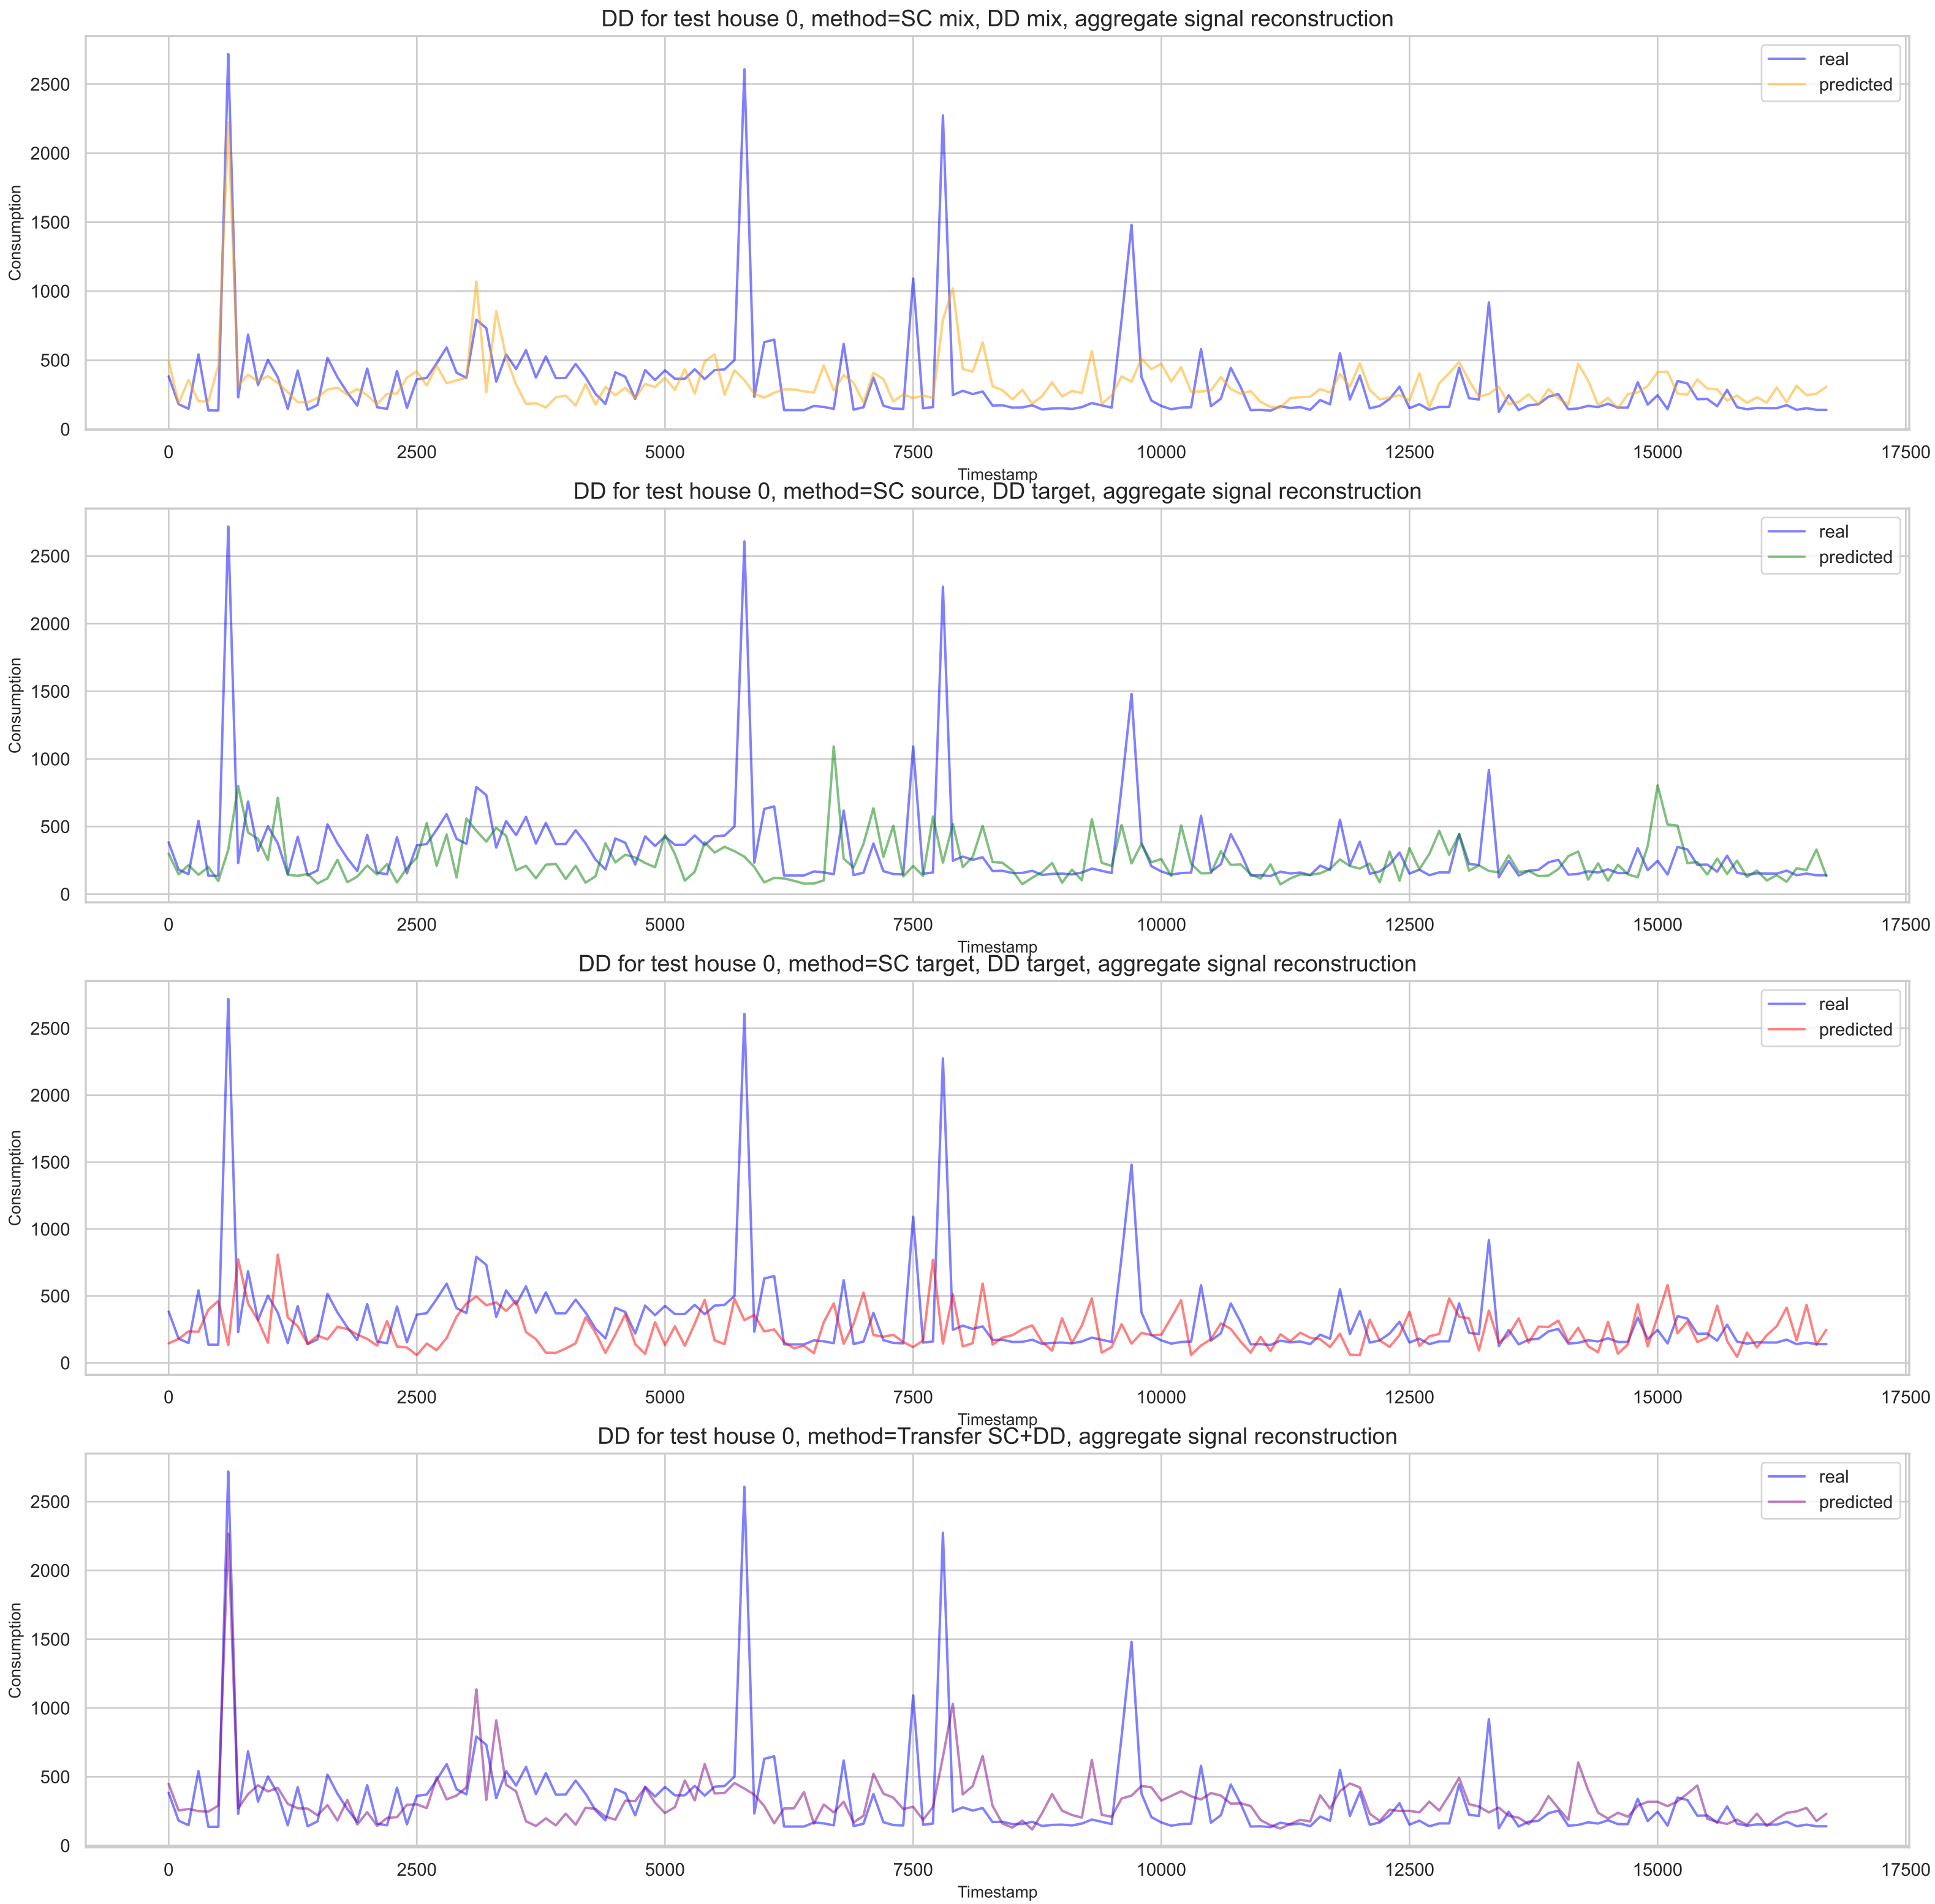 DD for test house 0, method=SC mix, DD mix, aggregate signal reconstruction
real
predicted
2500
2000
1500
1000
500
0
Consumption
0 2500 5000 7500 10000 12500 15000 17500
Timestamp
DD for test house 0, method=SC source, DD target, aggregate signal reconstruction
real
predicted
2500
2000
1500
1000
500
0
Consumption
0 2500 5000 7500 10000 12500 15000 17500
Timestamp
DD for test house 0, method=SC target, DD target, aggregate signal reconstruction
real
predicted
2500
2000
1500
1000
500
0
Consumption
0 2500 5000 7500 10000 12500 15000 17500
Timestamp
DD for test house 0, method=Transfer SC+DD, aggregate signal reconstruction
real
predicted
2500
2000
1500
1000
500
0
Consumption
0 2500 5000 7500 10000 12500 15000 17500
Timestamp